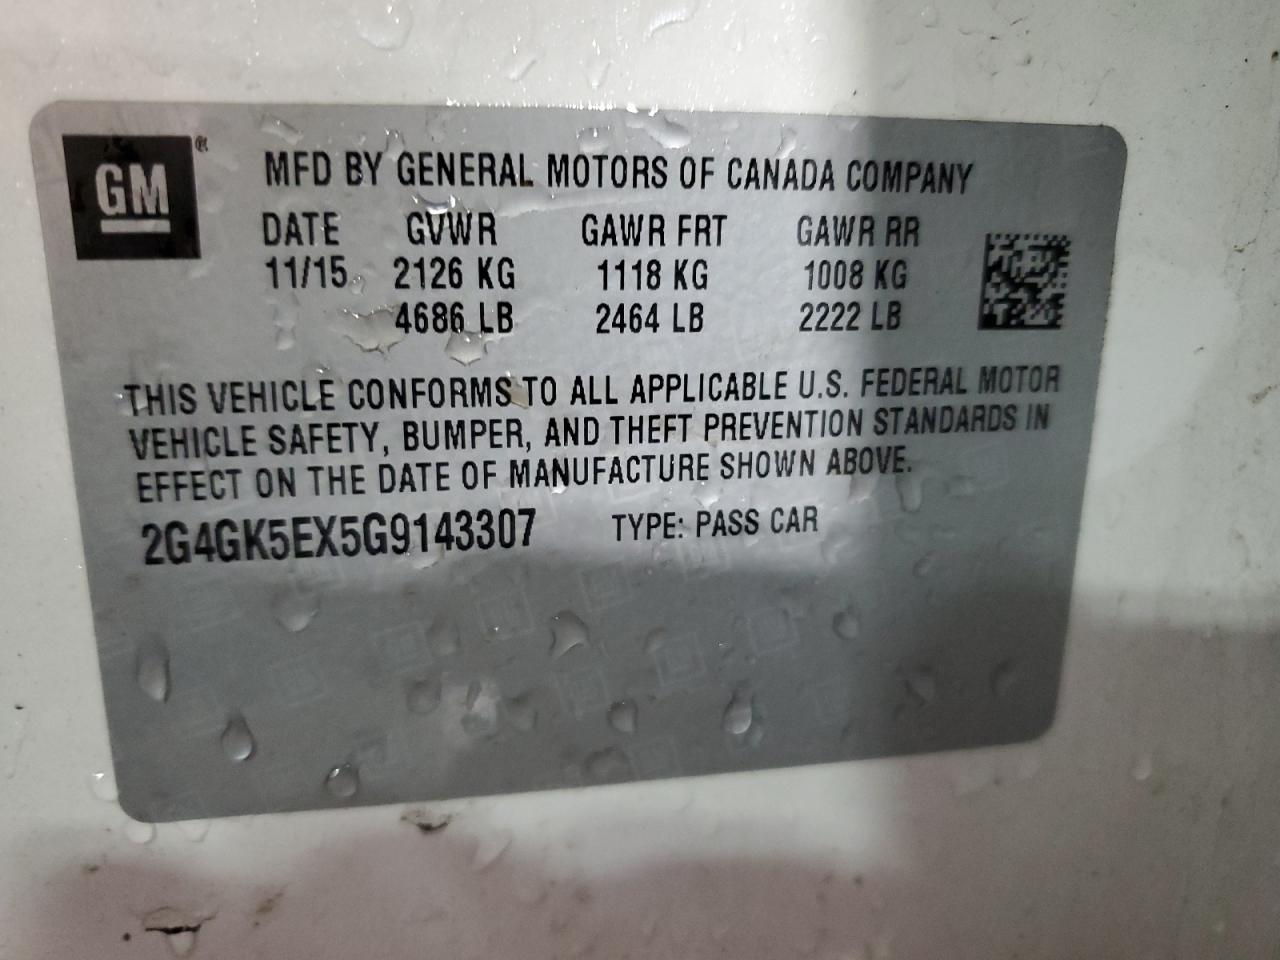 GM®
MFD BY GENERAL MOTORS OF CANADA COMPANY
DATE GVWR GAWR FRT GAWR RR
11/15 2126 KG 1118 KG 1008 KG
4686 LB 2464 LB 2222 LB
THIS VEHICLE CONFORMS TO ALL APPLICABLE U.S. FEDERAL MOTOR
VEHICLE SAFETY, BUMPER, AND THEFT PREVENTION STANDARDS IN
EFFECT ON THE DATE OF MANUFACTURE SHOWN ABOVE.
2G4GK5EX5G9143307 TYPE: PASS CAR